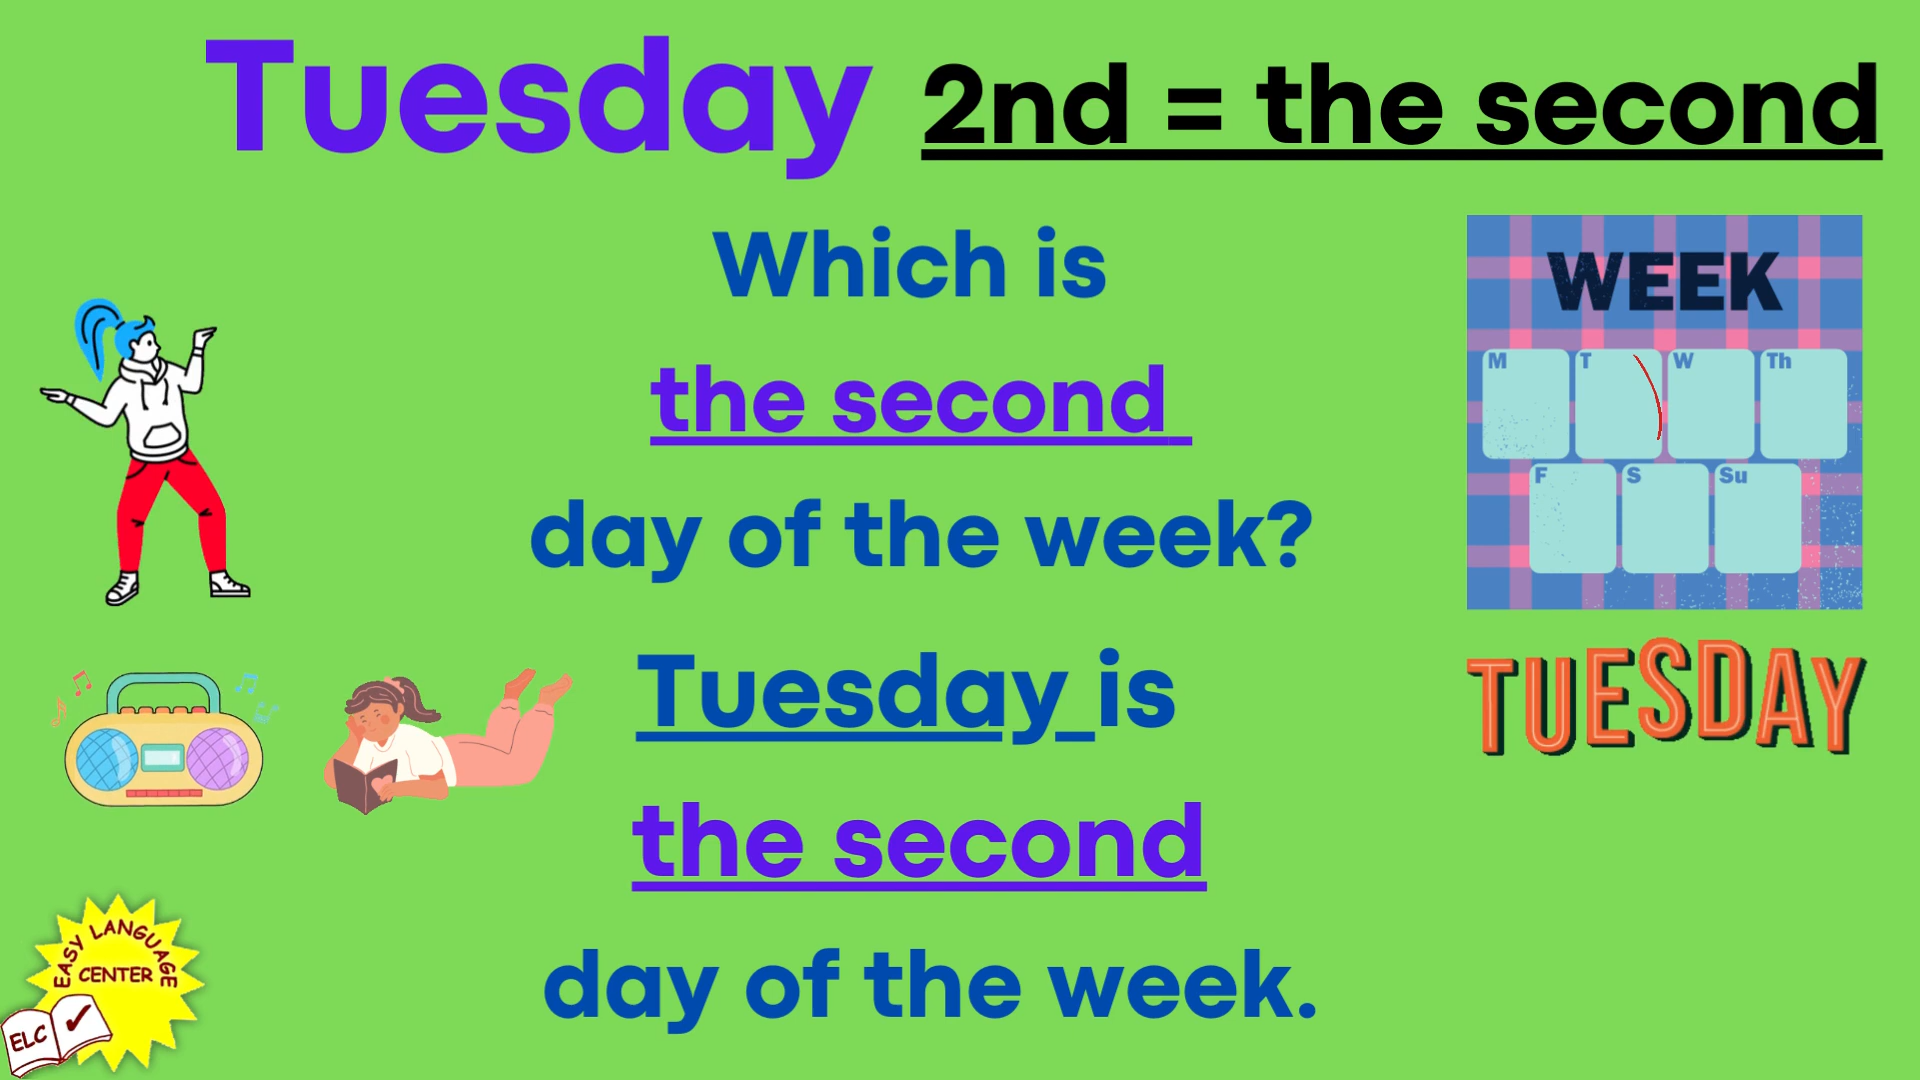 Tuesday 2nd = the second
Which is
the second
day of the week?
Tuesday is
the second
day of the week.
WEEK
M T W Th
F S Su
TUESDAY
EASY LANGUAGE
CENTER
ELC